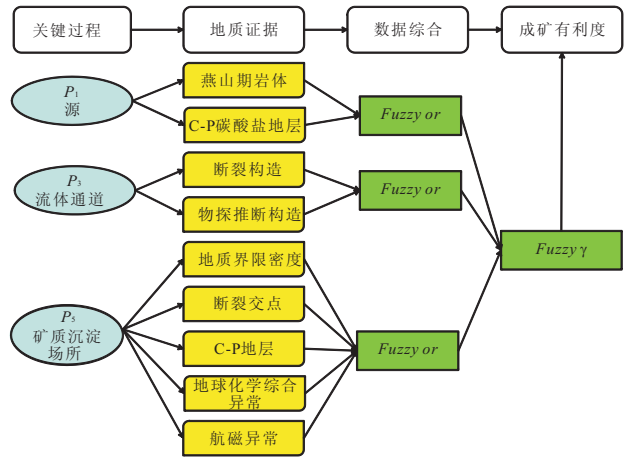 关键过程
地质证据
数据综合
成矿有利度
P1
源
燕山期岩体
C-P碳酸盐地层
Fuzzy or
P3
流体通道
断裂构造
物探推断构造
Fuzzy or
Fuzzy γ
P5
矿质沉淀
场所
地质界限密度
断裂交点
C-P地层
地球化学综合
异常
航磁异常
Fuzzy or